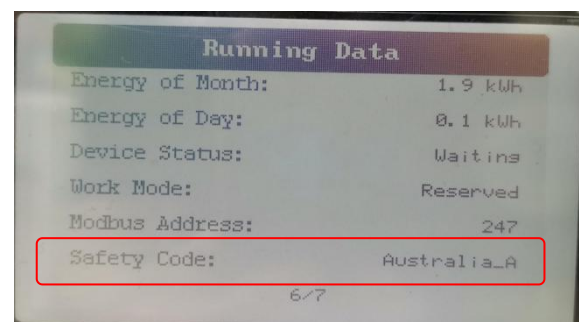 Running Data
Energy of Month: 1.9 kWh
Energy of Day: 0.1 kWh
Device Status: Waiting
Work Mode: Reserved
Modbus Address: 247
Safety Code: Australia_A
6/7